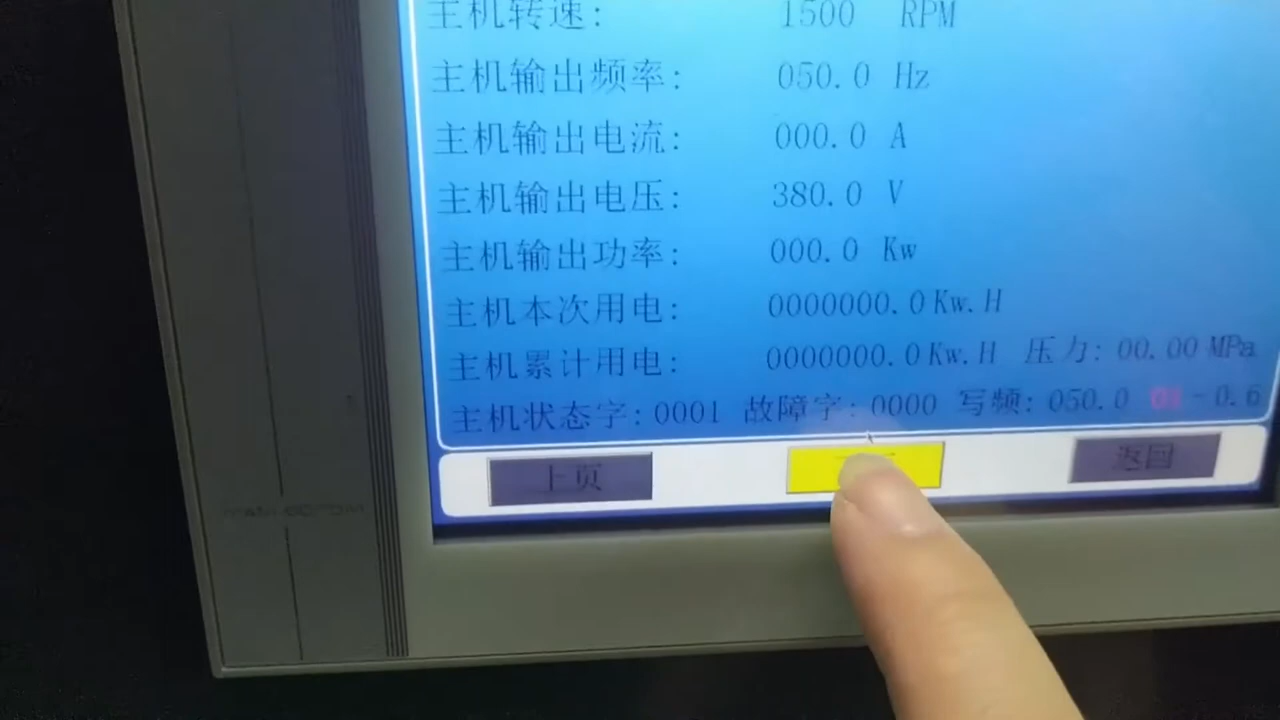 主机转速: 1500 RPM
主机输出频率: 050.0 Hz
主机输出电流: 000.0 A
主机输出电压: 380.0 V
主机输出功率: 000.0 Kw
主机本次用电: 0000000.0 Kw.H
主机累计用电: 0000000.0 Kw.H 压力: 00.00 MPa
主机状态字: 0001 故障字: 0000 写频: 050.0 01 - 0.6
上页 返回